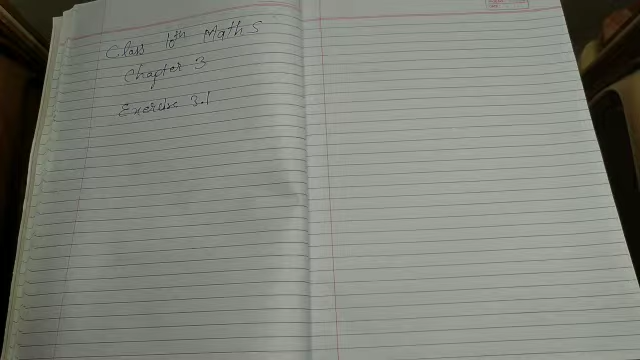 Class 10th Maths
Chapter 3
Exercise 3.1